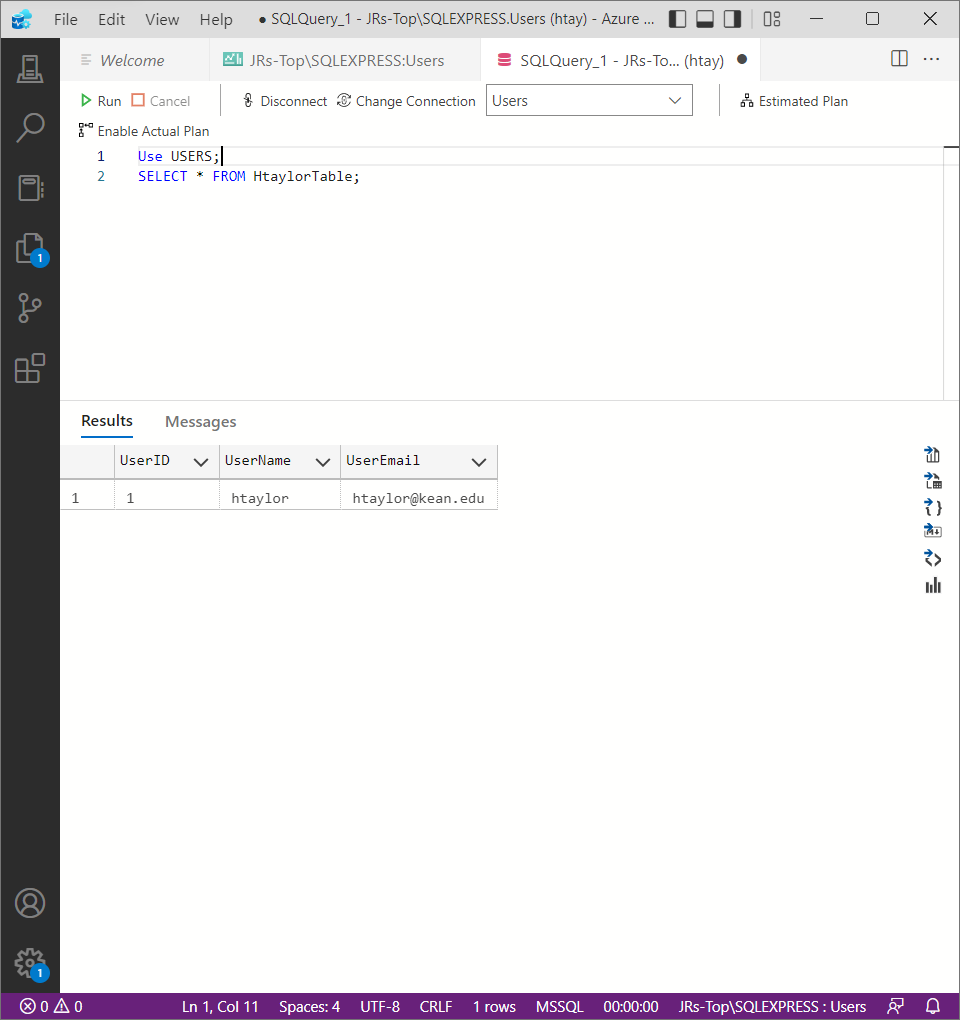 File Edit View Help ● SQLQuery_1 - JRs-Top\SQLEXPRESS.Users (htay) - Azure ...
Welcome JRs-Top\SQLEXPRESS:Users SQLQuery_1 - JRs-To... (htay) ●
Run Cancel Disconnect Change Connection Users Estimated Plan
Enable Actual Plan
1 Use USERS;
2 SELECT * FROM HtaylorTable;
1
Results Messages
UserID UserName UserEmail
1 1 htaylor htaylor@kean.edu
1
0 0 Ln 1, Col 11 Spaces: 4 UTF-8 CRLF 1 rows MSSQL 00:00:00 JRs-Top\SQLEXPRESS : Users